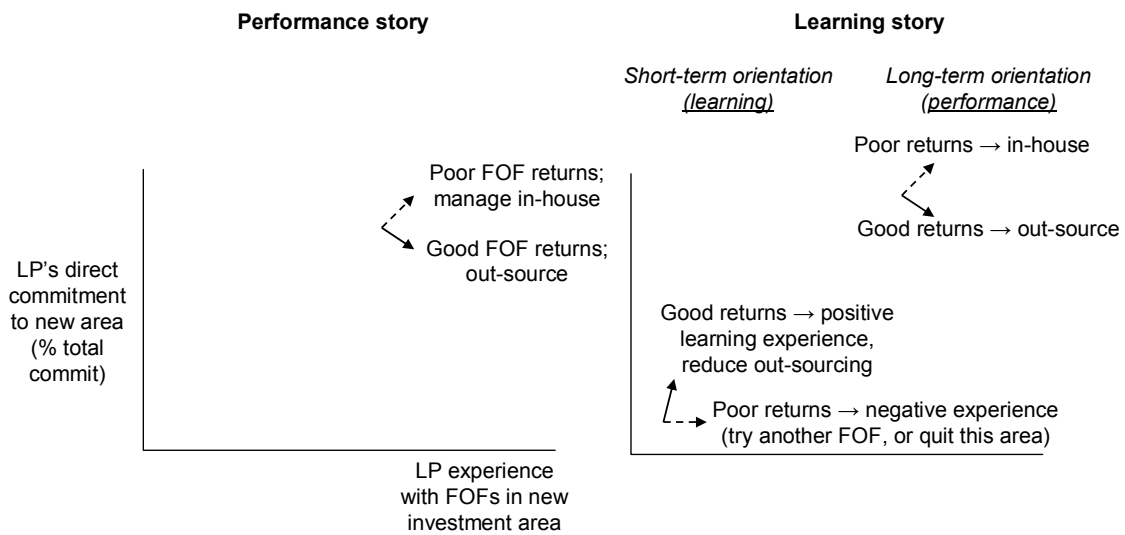 Performance story
Poor FOF returns;
manage in-house
Good FOF returns;
out-source
LP’s direct
commitment
to new area
(% total
commit)
LP experience
with FOFs in new
investment area
Learning story
Short-term orientation
(learning)
Long-term orientation
(performance)
Poor returns → in-house
Good returns → out-source
Good returns → positive
learning experience,
reduce out-sourcing
Poor returns → negative experience
(try another FOF, or quit this area)